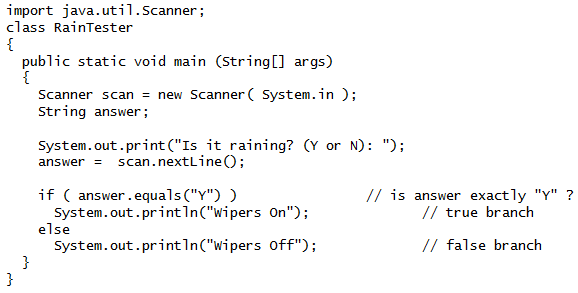 import java.util.Scanner;
class RainTester
{
  public static void main (String[] args)
  {
    Scanner scan = new Scanner( System.in );
    String answer;

    System.out.print("Is it raining? (Y or N): ");
    answer =  scan.nextLine();

    if ( answer.equals("Y") )                // is answer exactly "Y" ?
      System.out.println("Wipers On");              // true branch
    else
      System.out.println("Wipers Off");             // false branch
  }
}